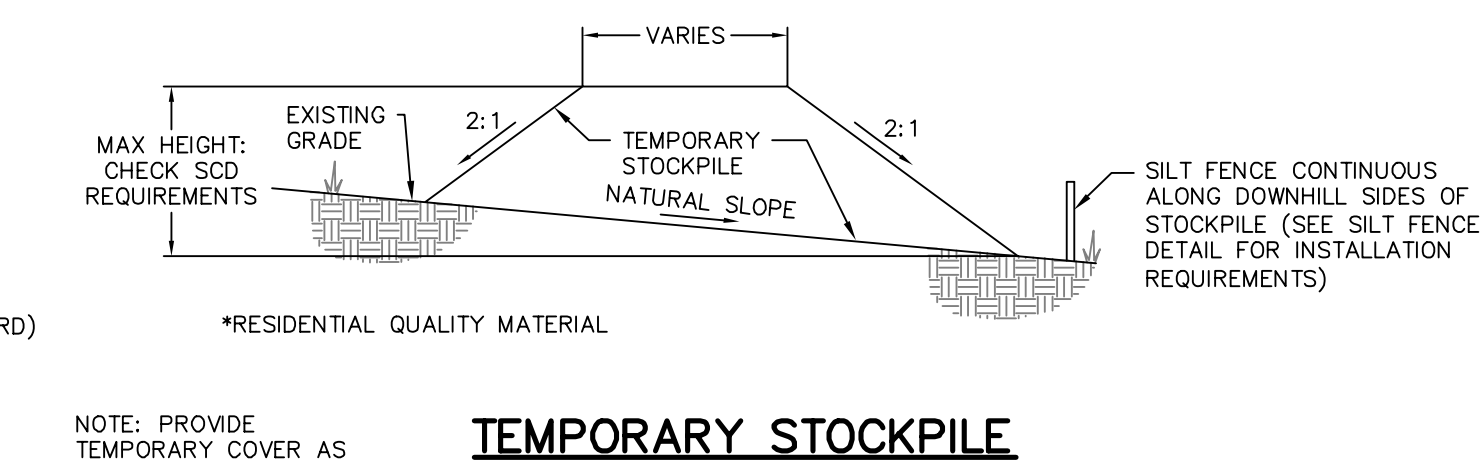 VARIES
EXISTING
GRADE
2:1
2:1
MAX HEIGHT:
CHECK SCD
REQUIREMENTS
TEMPORARY
STOCKPILE
NATURAL SLOPE
SILT FENCE CONTINUOUS
ALONG DOWNHILL SIDES OF
STOCKPILE (SEE SILT FENCE
DETAIL FOR INSTALLATION
REQUIREMENTS)
RD)
*RESIDENTIAL QUALITY MATERIAL
NOTE: PROVIDE
TEMPORARY COVER AS
TEMPORARY STOCKPILE